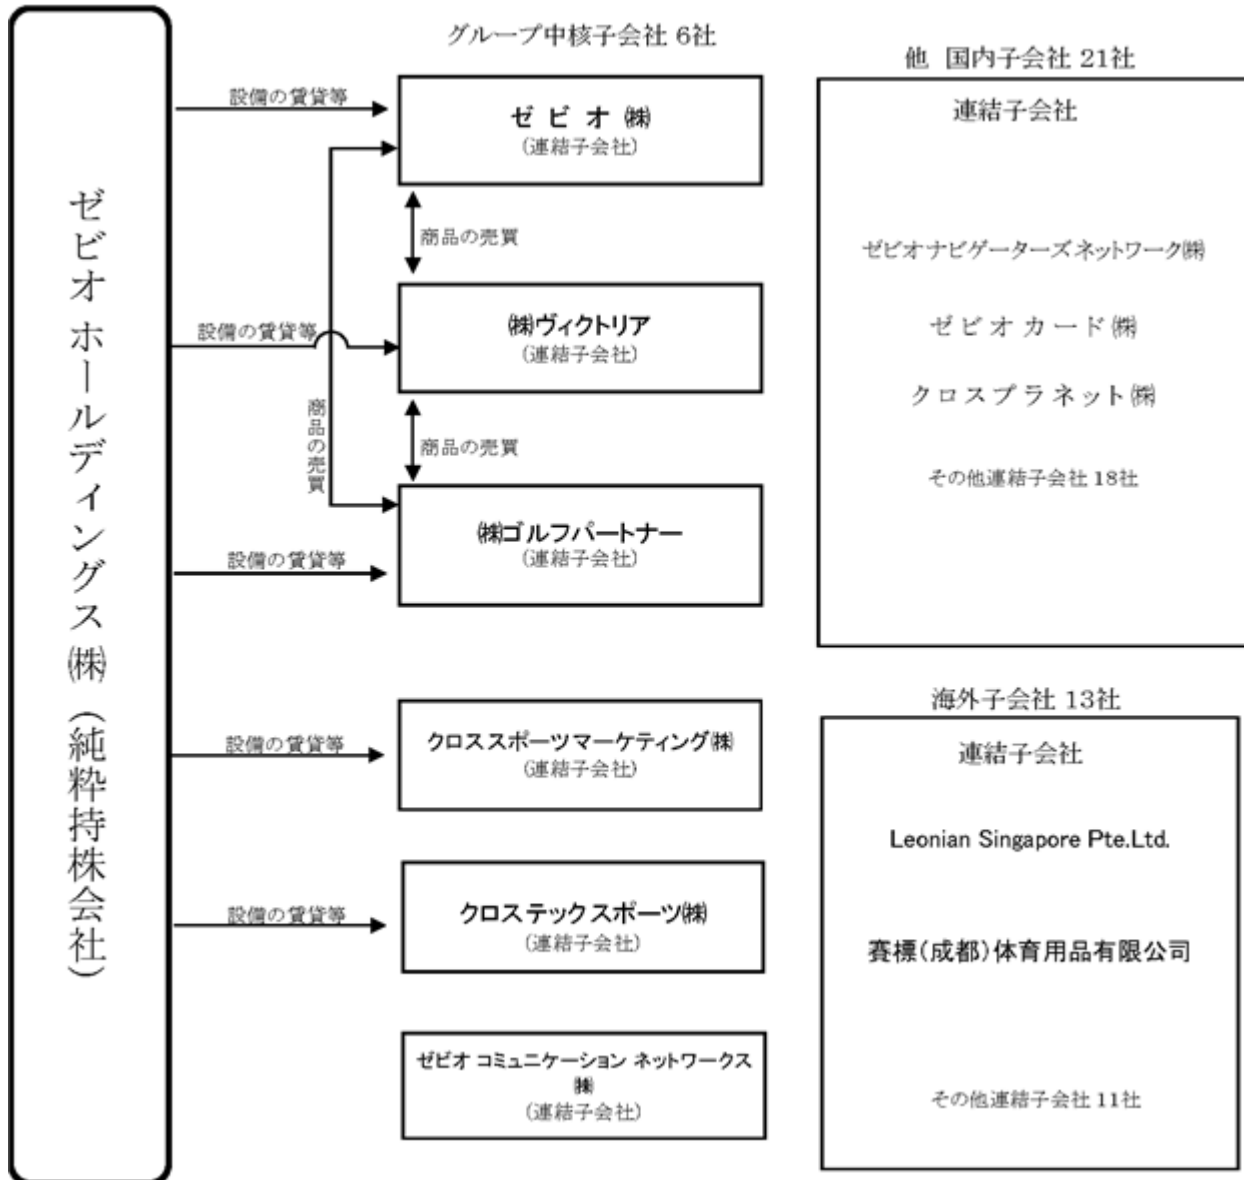 ゼビオ ホールディングス ㈱ (純粋持株会社)
グループ中核子会社 6社
設備の賃貸等
ゼ ビ オ ㈱
(連結子会社)
商品の売買
設備の賃貸等
㈱ヴィクトリア
(連結子会社)
商品の売買
商品の売買
㈱ゴルフパートナー
(連結子会社)
設備の賃貸等
設備の賃貸等
クロススポーツマーケティング㈱
(連結子会社)
設備の賃貸等
クロステックスポーツ㈱
(連結子会社)
ゼビオ コミュニケーション ネットワークス
㈱
(連結子会社)
他 国内子会社 21社
連結子会社
ゼビオナビゲーターズネットワーク㈱
ゼ ビ オ カ ー ド ㈱
ク ロ ス プ ラ ネ ッ ト ㈱
その他連結子会社 18社
海外子会社 13社
連結子会社
Leonian Singapore Pte.Ltd.
賽標(成都)体育用品有限公司
その他連結子会社 11社